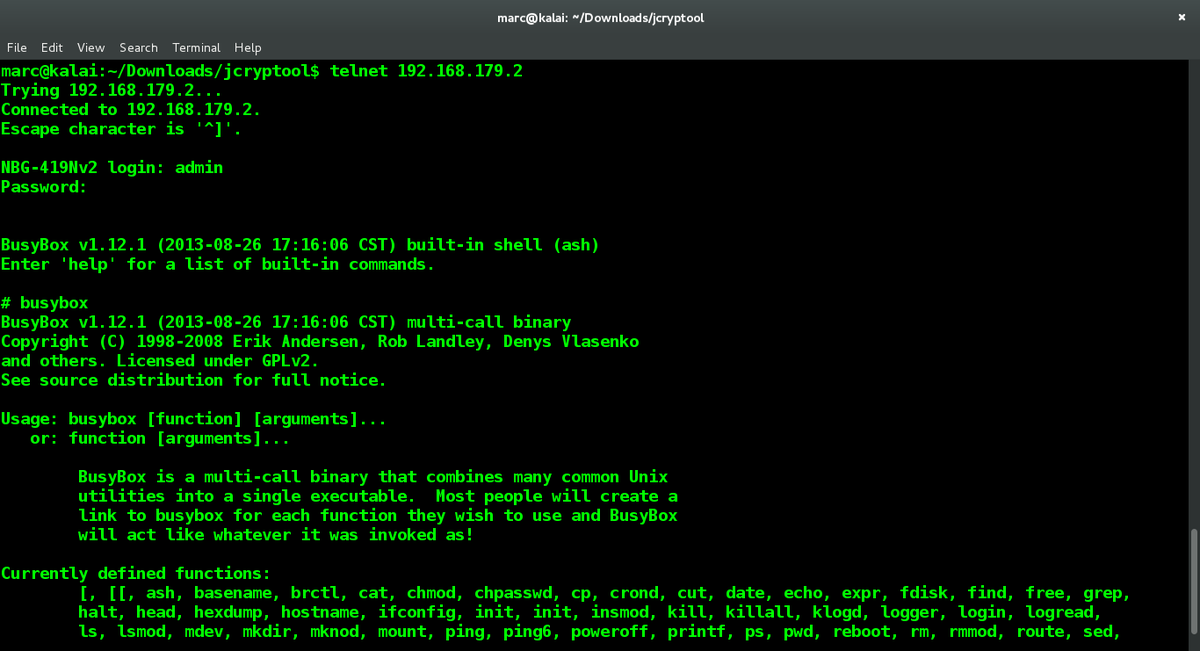 marc@kalai: ~/Downloads/jcryptool
×
File Edit View Search Terminal Help
marc@kalai:~/Downloads/jcryptool$ telnet 192.168.179.2
Trying 192.168.179.2...
Connected to 192.168.179.2.
Escape character is '^]'.
NBG-419Nv2 login: admin
Password:
BusyBox v1.12.1 (2013-08-26 17:16:06 CST) built-in shell (ash)
Enter 'help' for a list of built-in commands.
# busybox
BusyBox v1.12.1 (2013-08-26 17:16:06 CST) multi-call binary
Copyright (C) 1998-2008 Erik Andersen, Rob Landley, Denys Vlasenko
and others. Licensed under GPLv2.
See source distribution for full notice.
Usage: busybox [function] [arguments]...
   or: function [arguments]...
        BusyBox is a multi-call binary that combines many common Unix
        utilities into a single executable.  Most people will create a
        link to busybox for each function they wish to use and BusyBox
        will act like whatever it was invoked as!
Currently defined functions:
        [, [[, ash, basename, brctl, cat, chmod, chpasswd, cp, crond, cut, date, echo, expr, fdisk, find, free, grep,
        halt, head, hexdump, hostname, ifconfig, init, init, insmod, kill, killall, klogd, logger, login, logread,
        ls, lsmod, mdev, mkdir, mknod, mount, ping, ping6, poweroff, printf, ps, pwd, reboot, rm, rmmod, route, sed,